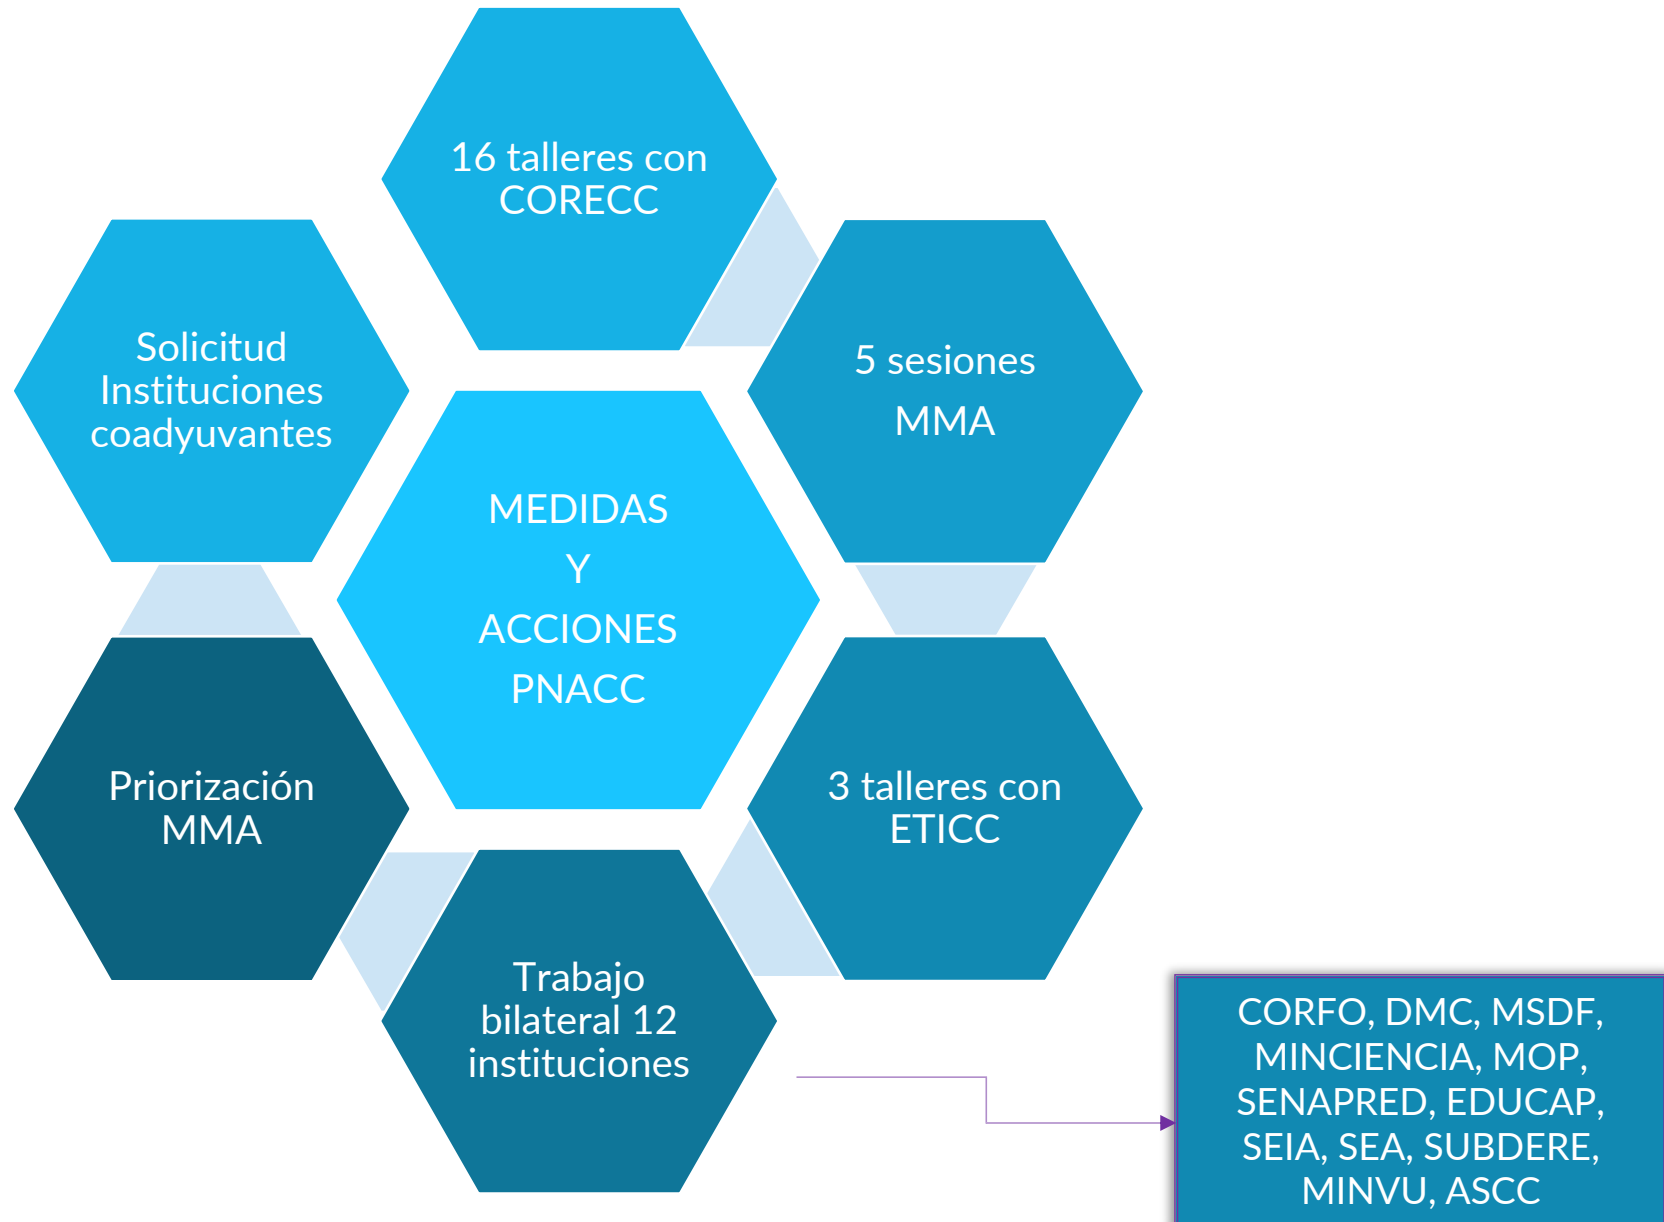 16 talleres con
CORECC
5 sesiones
MMA
3 talleres con
ETICC
Trabajo
bilateral 12
instituciones
Priorización
MMA
Solicitud
Instituciones
coadyuvantes
MEDIDAS
Y
ACCIONES
PNACC
CORFO, DMC, MSDF,
MINCIENCIA, MOP,
SENAPRED, EDUCAP,
SEIA, SEA, SUBDERE,
MINVU, ASCC